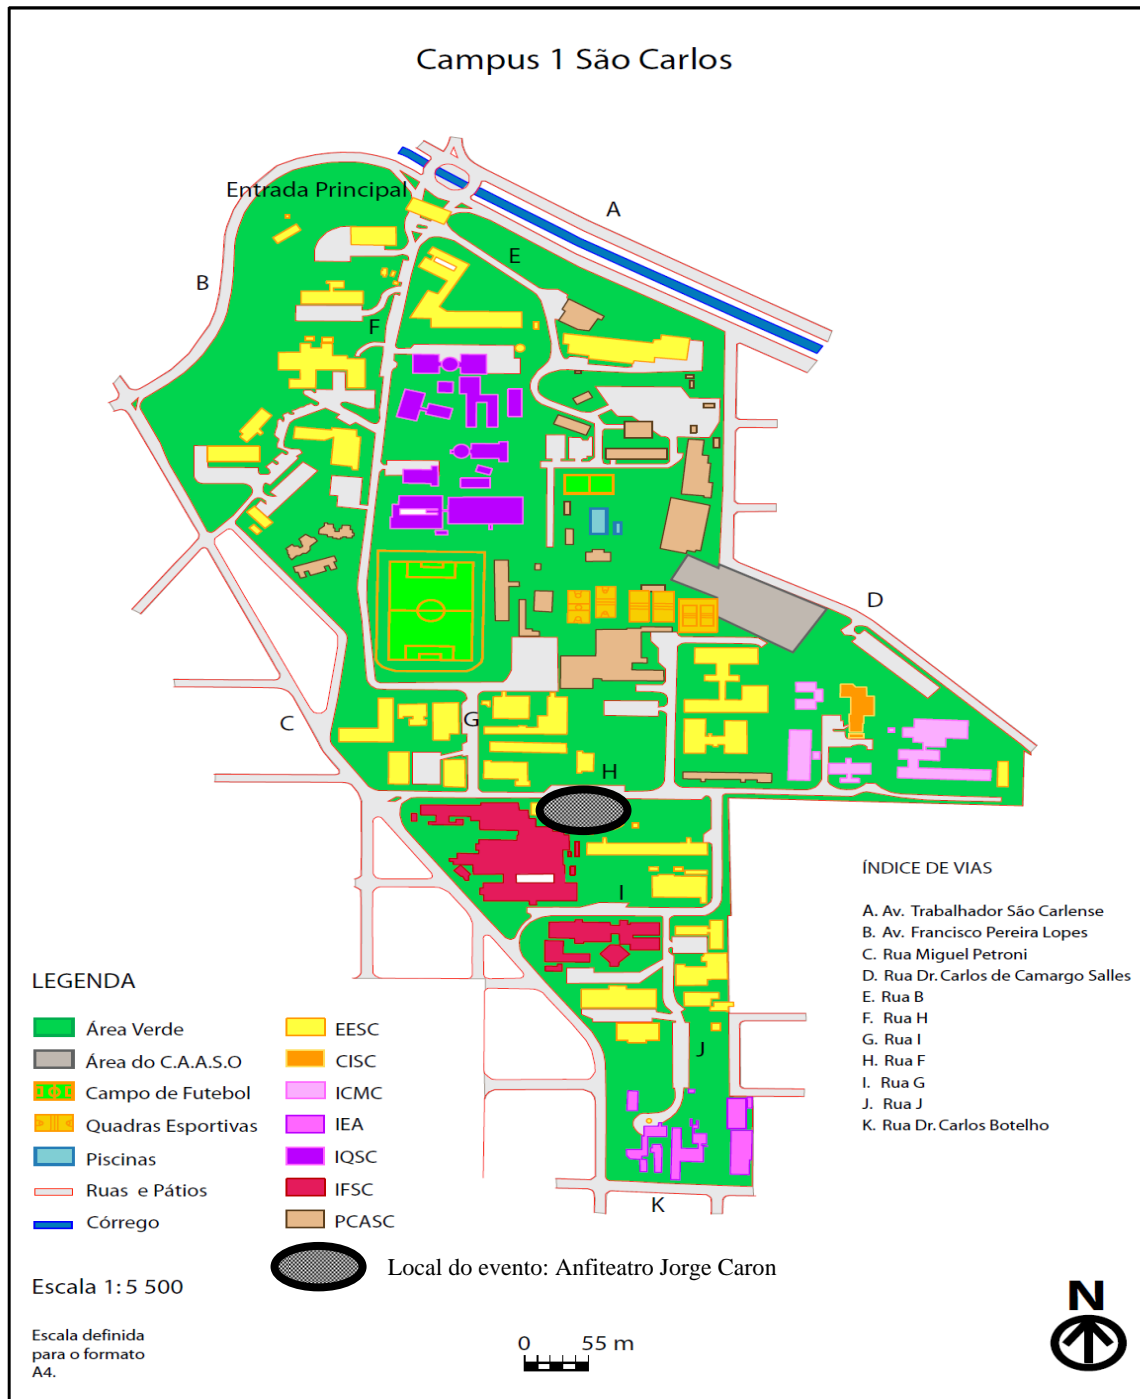 Campus 1 São Carlos
Entrada Principal
A
E
B
F
D
G
C
H
I
J
K
ÍNDICE DE VIAS
A. Av. Trabalhador São Carlense
B. Av. Francisco Pereira Lopes
C. Rua Miguel Petroni
D. Rua Dr. Carlos de Camargo Salles
E. Rua B
F. Rua H
G. Rua I
H. Rua F
I. Rua G
J. Rua J
K. Rua Dr. Carlos Botelho
LEGENDA
Área Verde
Área do C.A.A.S.O
Campo de Futebol
Quadras Esportivas
Piscinas
Ruas e Pátios
Córrego
EESC
CISC
ICMC
IEA
IQSC
IFSC
PCASC
Local do evento: Anfiteatro Jorge Caron
Escala 1:5 500
Escala definida
para o formato
A4.
0 55 m
N